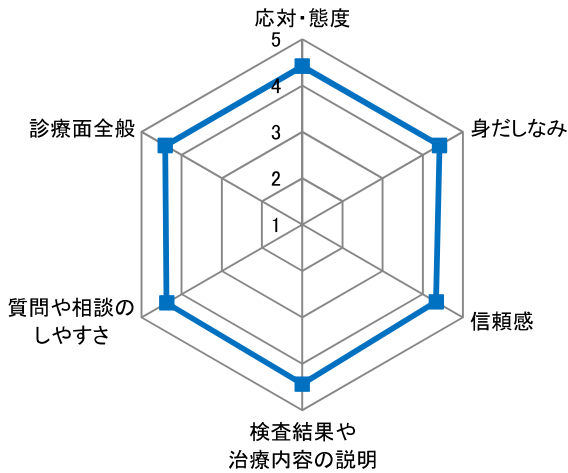 応対・態度
5
4
診療面全般
身だしなみ
3
2
1
質問や相談の
しやすさ
信頼感
検査結果や
治療内容の説明